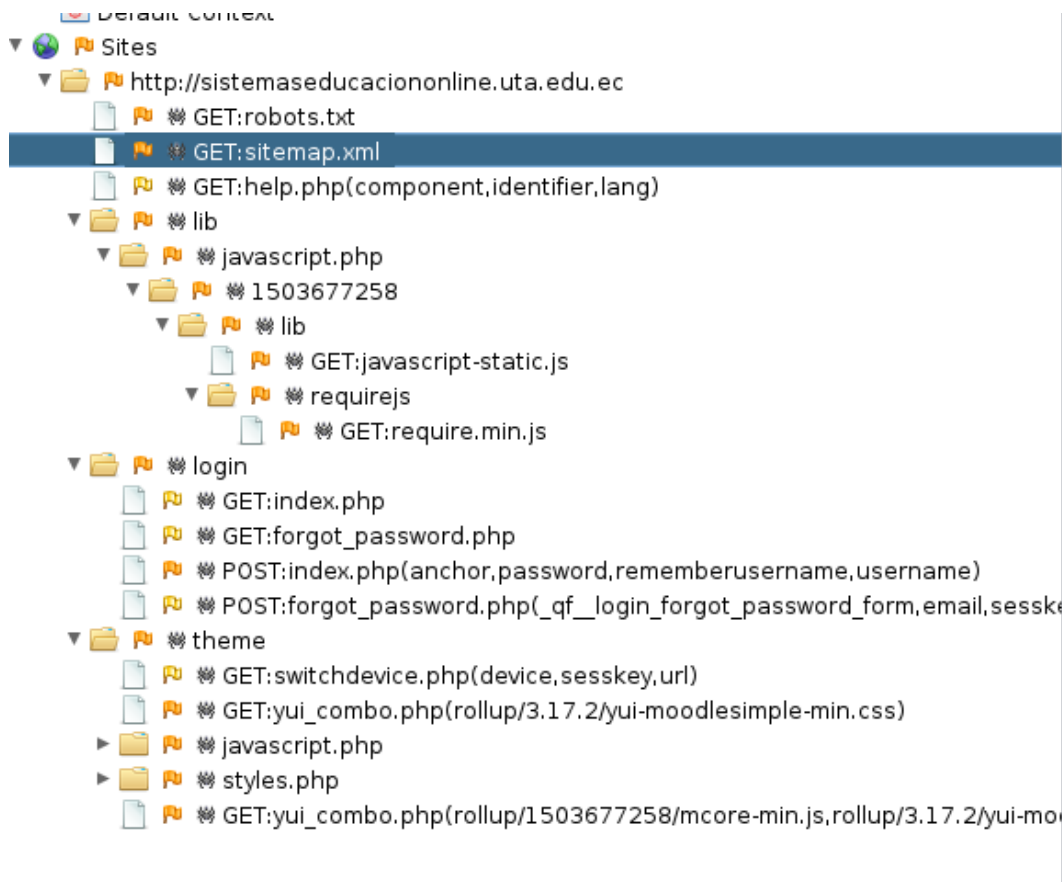 Default Context
Sites
http://sistemaseducaciononline.uta.edu.ec
GET:robots.txt
GET:sitemap.xml
GET:help.php(component,identifier,lang)
lib
javascript.php
1503677258
lib
GET:javascript-static.js
requirejs
GET:require.min.js
login
GET:index.php
GET:forgot_password.php
POST:index.php(anchor,password,rememberusername,username)
POST:forgot_password.php(_qf__login_forgot_password_form,email,sesske
theme
GET:switchdevice.php(device,sesskey,url)
GET:yui_combo.php(rollup/3.17.2/yui-moodlesimple-min.css)
javascript.php
styles.php
GET:yui_combo.php(rollup/1503677258/mcore-min.js,rollup/3.17.2/yui-moo